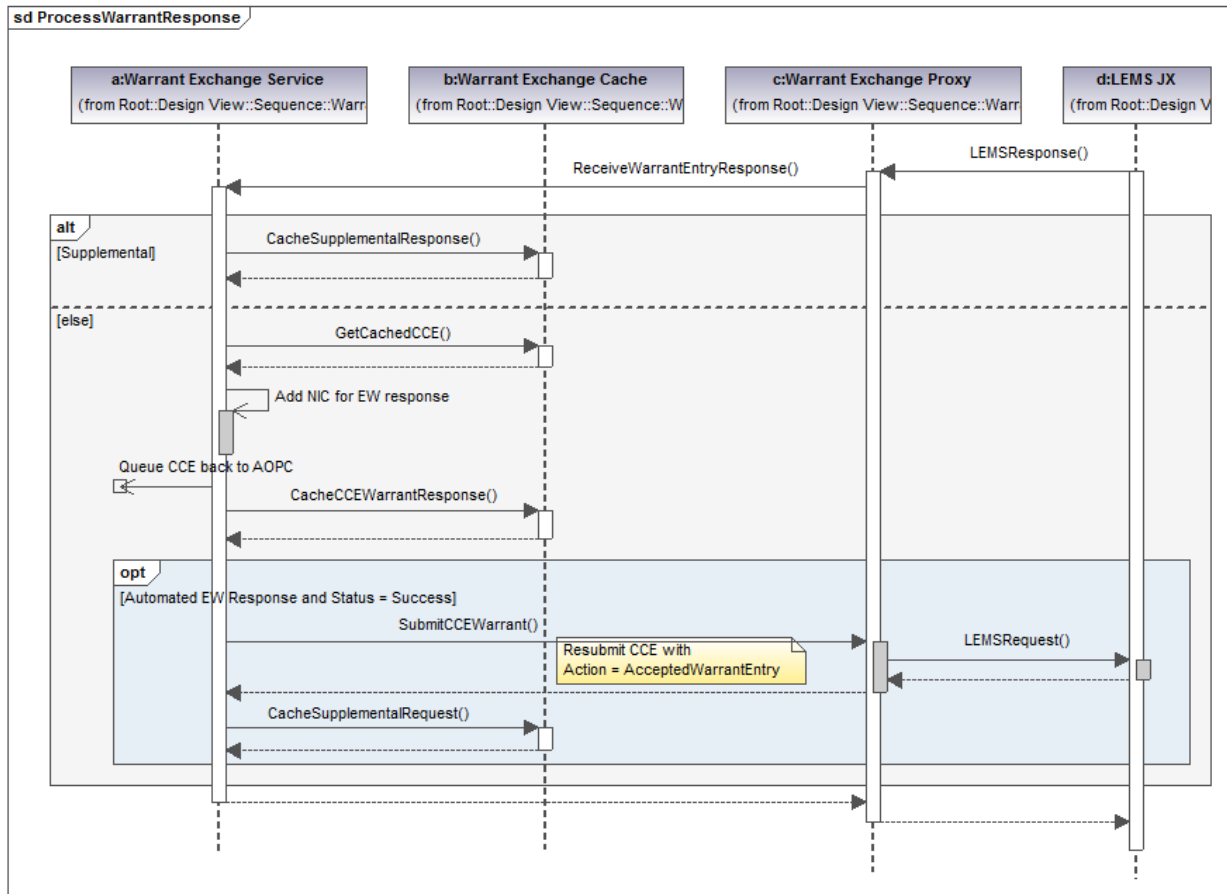 sd ProcessWarrantResponse
a:Warrant Exchange Service
(from Root::Design View::Sequence::Warra
b:Warrant Exchange Cache
(from Root::Design View::Sequence::W
c:Warrant Exchange Proxy
(from Root::Design View::Sequence::Warra
d:LEMS JX
(from Root::Design V
LEMSResponse()
ReceiveWarrantEntryResponse()
alt
[Supplemental]
CacheSupplementalResponse()
[else]
GetCachedCCE()
Add NIC for EW response
Queue CCE back to AOPC
CacheCCEWarrantResponse()
opt
[Automated EW Response and Status = Success]
SubmitCCEWarrant()
Resubmit CCE with
Action = AcceptedWarrantEntry
LEMSRequest()
CacheSupplementalRequest()